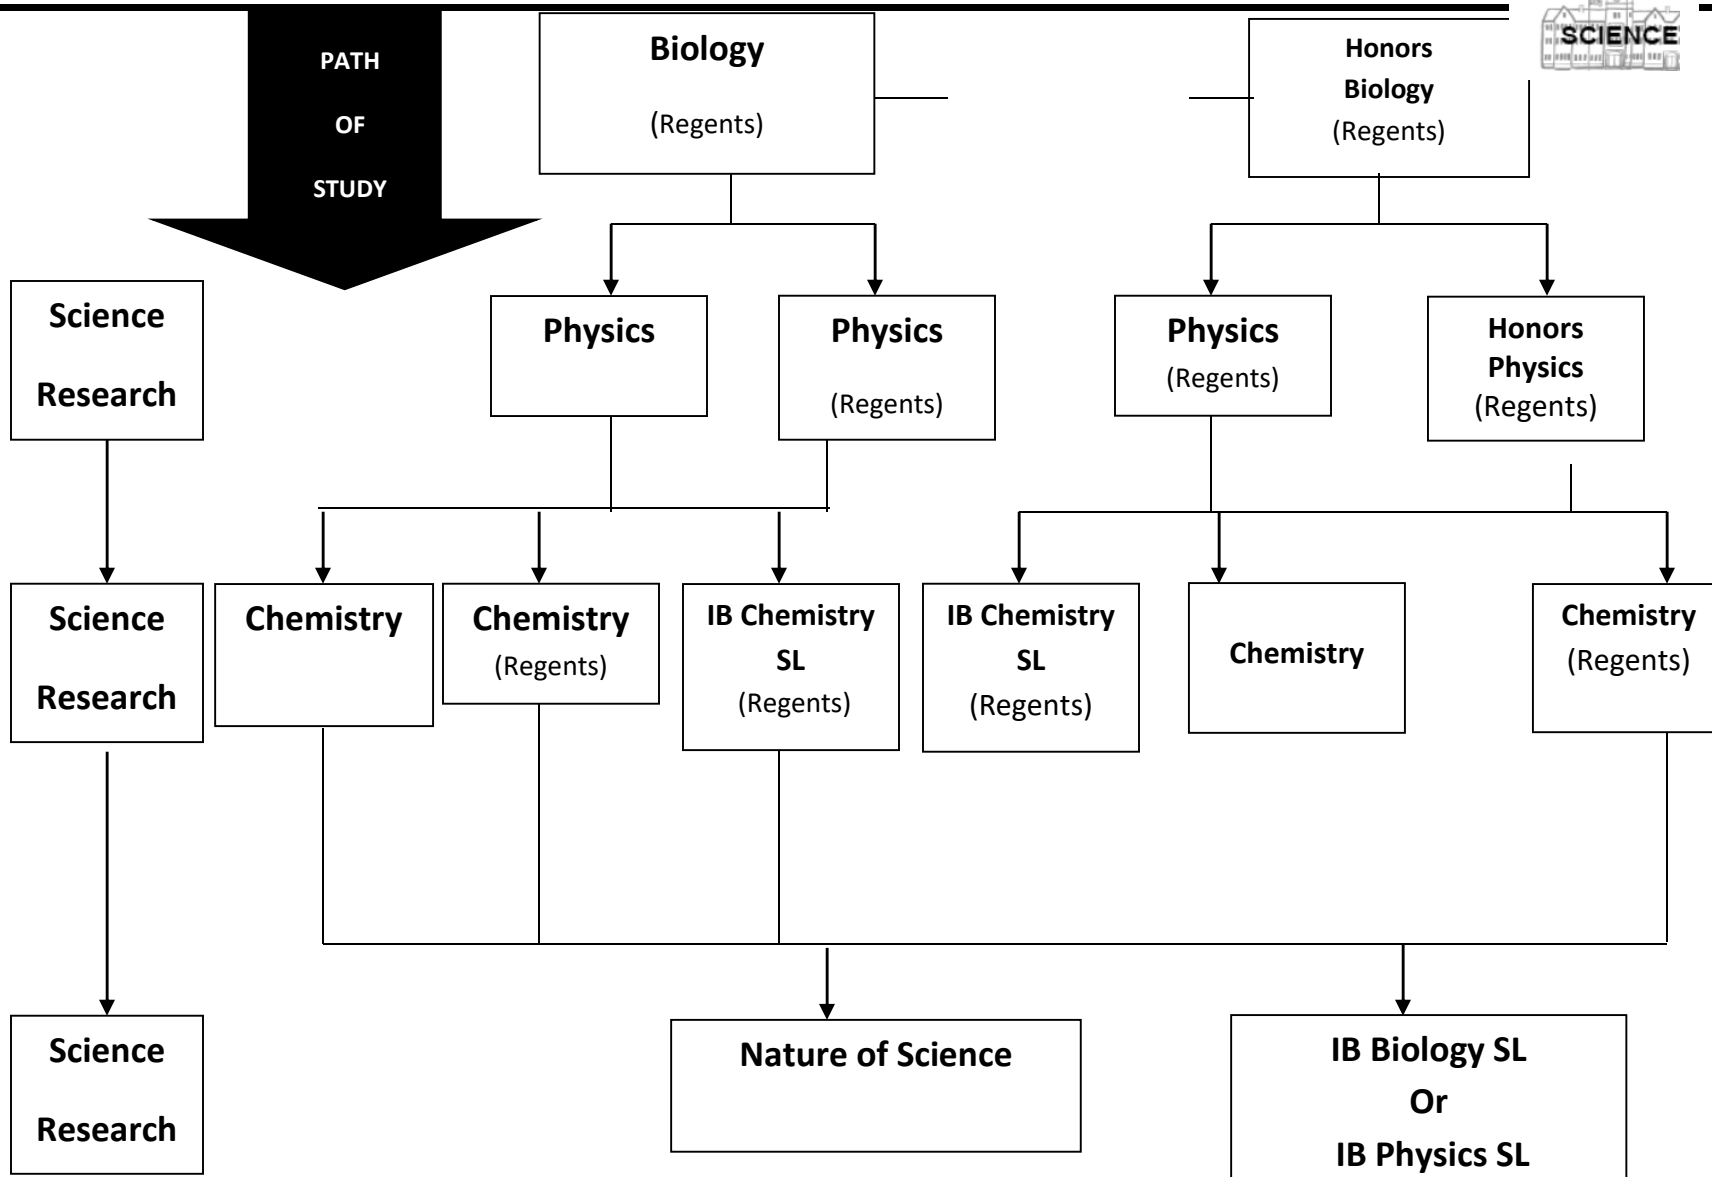 SCIENCE
PATH
OF
STUDY
Biology
(Regents)
Honors
Biology
(Regents)
Science
Research
Physics
Physics
(Regents)
Physics
(Regents)
Honors
Physics
(Regents)
Science
Research
Chemistry
Chemistry
(Regents)
IB Chemistry
SL
(Regents)
IB Chemistry
SL
(Regents)
Chemistry
Chemistry
(Regents)
Science
Research
Nature of Science
IB Biology SL
Or
IB Physics SL